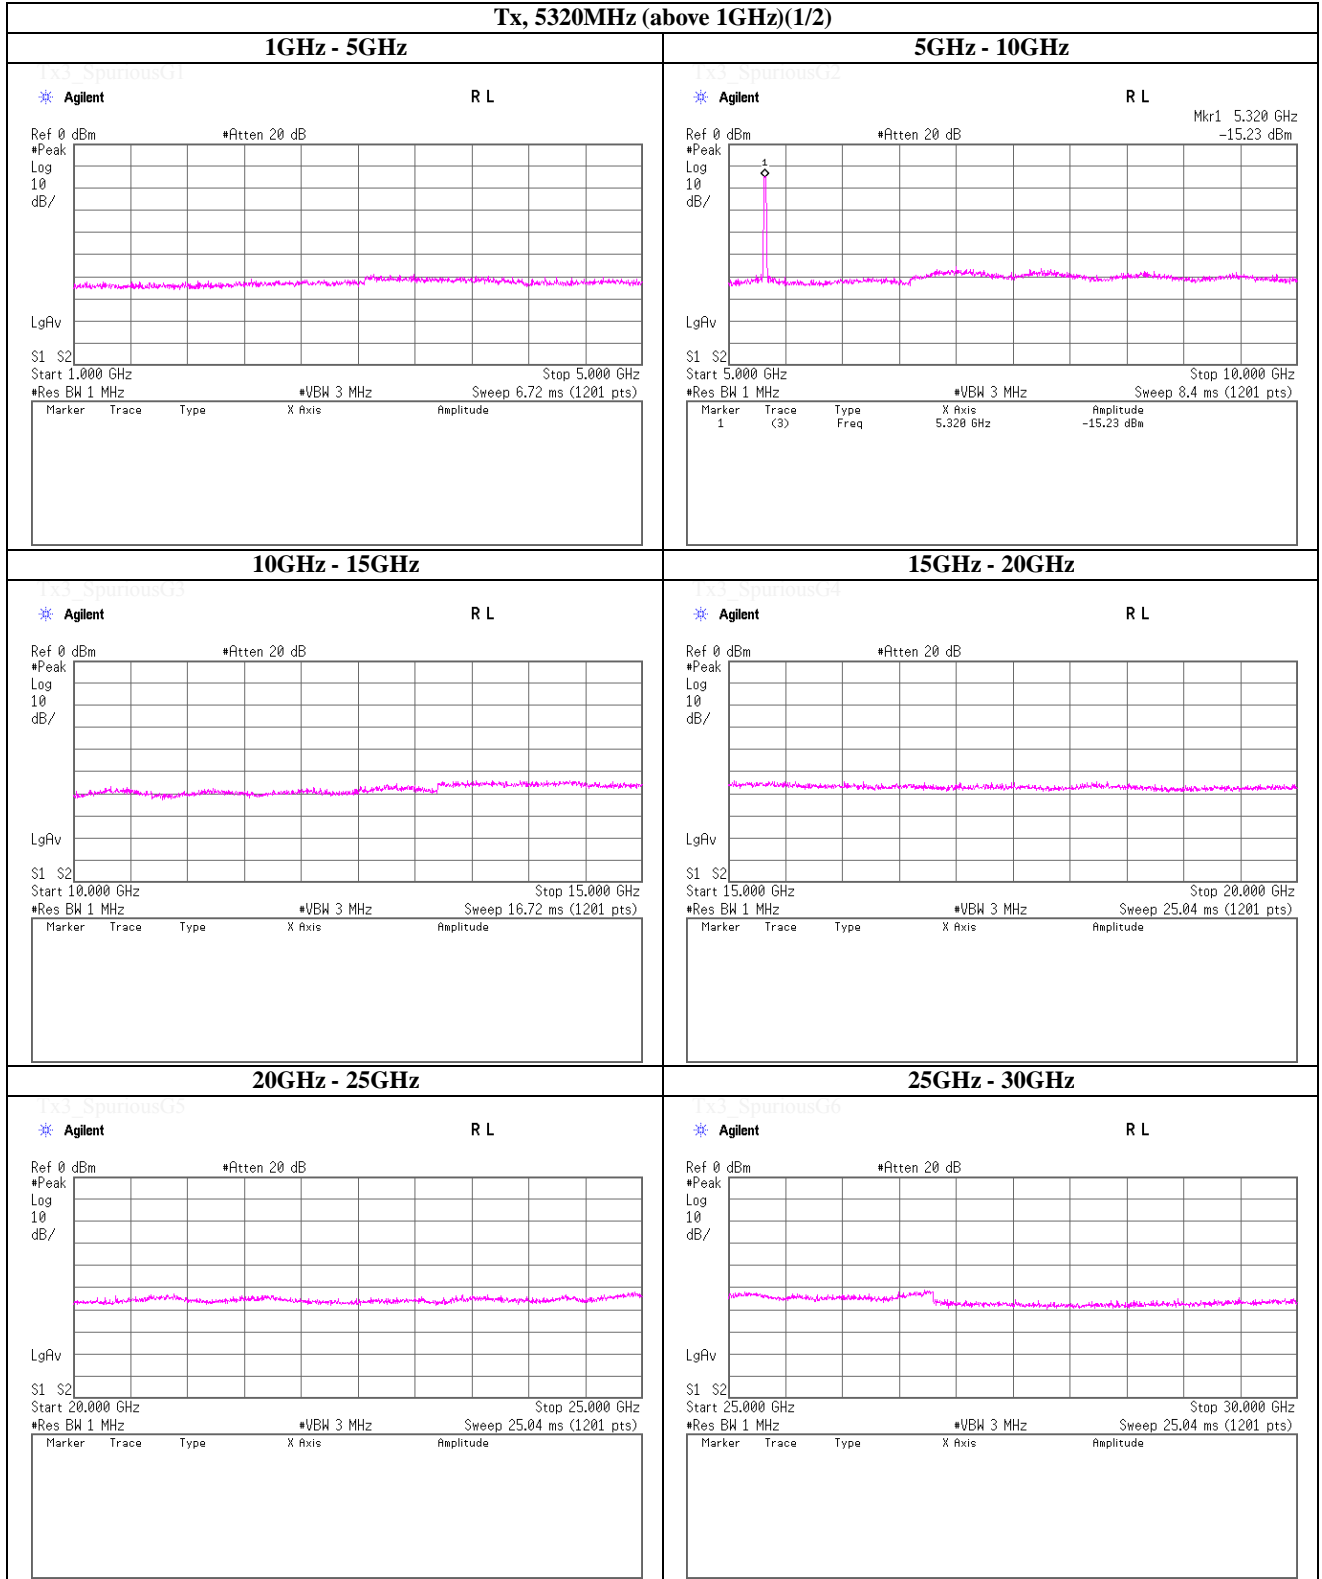 Tx, 5320MHz (above 1GHz)(1/2)
1GHz - 5GHz
Tx3_SpuriousG1
Agilent R L
Ref 0 dBm #Atten 20 dB
#Peak
Log
10
dB/
LgAv
S1 S2
Start 1.000 GHz Stop 5.000 GHz
#Res BW 1 MHz #VBW 3 MHz Sweep 6.72 ms (1201 pts)
Marker Trace Type X Axis Amplitude
5GHz - 10GHz
Tx3_SpuriousG2
Agilent R L
Mkr1 5.320 GHz
Ref 0 dBm #Atten 20 dB -15.23 dBm
#Peak
Log
10
dB/
1
LgAv
S1 S2
Start 5.000 GHz Stop 10.000 GHz
#Res BW 1 MHz #VBW 3 MHz Sweep 8.4 ms (1201 pts)
Marker Trace Type X Axis Amplitude
1 (3) Freq 5.320 GHz -15.23 dBm
10GHz - 15GHz
Tx3_SpuriousG3
Agilent R L
Ref 0 dBm #Atten 20 dB
#Peak
Log
10
dB/
LgAv
S1 S2
Start 10.000 GHz Stop 15.000 GHz
#Res BW 1 MHz #VBW 3 MHz Sweep 16.72 ms (1201 pts)
Marker Trace Type X Axis Amplitude
15GHz - 20GHz
Tx3_SpuriousG4
Agilent R L
Ref 0 dBm #Atten 20 dB
#Peak
Log
10
dB/
LgAv
S1 S2
Start 15.000 GHz Stop 20.000 GHz
#Res BW 1 MHz #VBW 3 MHz Sweep 25.04 ms (1201 pts)
Marker Trace Type X Axis Amplitude
20GHz - 25GHz
Tx3_SpuriousG5
Agilent R L
Ref 0 dBm #Atten 20 dB
#Peak
Log
10
dB/
LgAv
S1 S2
Start 20.000 GHz Stop 25.000 GHz
#Res BW 1 MHz #VBW 3 MHz Sweep 25.04 ms (1201 pts)
Marker Trace Type X Axis Amplitude
25GHz - 30GHz
Tx3_SpuriousG6
Agilent R L
Ref 0 dBm #Atten 20 dB
#Peak
Log
10
dB/
LgAv
S1 S2
Start 25.000 GHz Stop 30.000 GHz
#Res BW 1 MHz #VBW 3 MHz Sweep 25.04 ms (1201 pts)
Marker Trace Type X Axis Amplitude